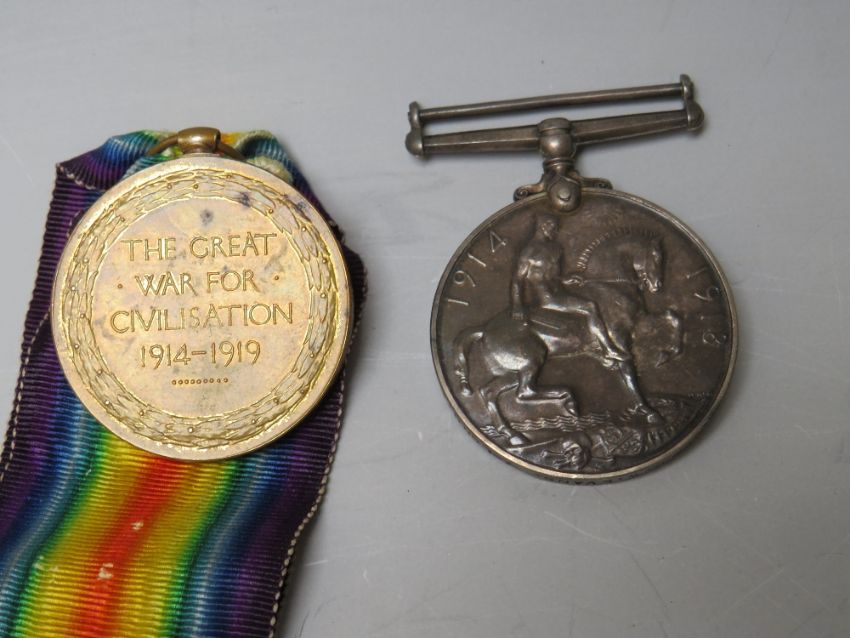 THE GREAT
· WAR FOR ·
CIVILISATION
1914-1919
1914
1918